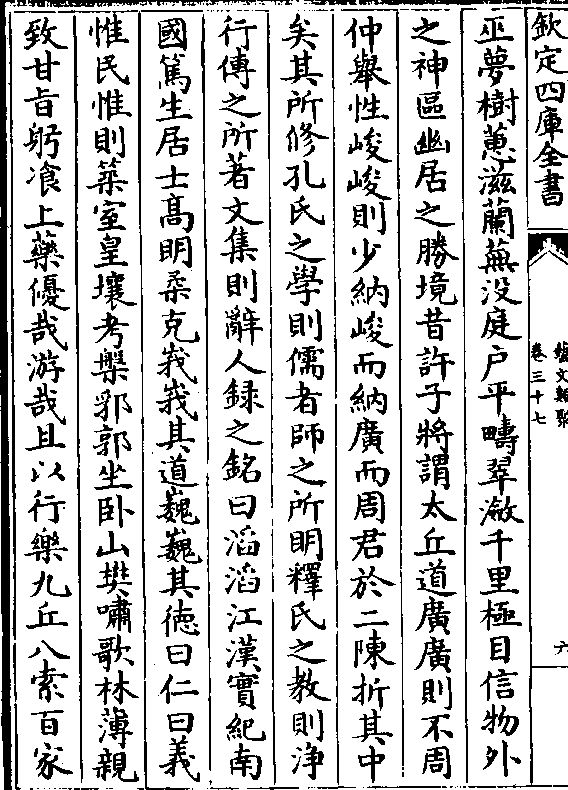 欽定四庫全書
藝文類聚
卷三十七
六
巫夢樹蔥滋蘭蕪没庭户平疇翠潋千里極目信物外
之神區幽居之勝境昔許子將謂太丘道廣廣則不周
仲舉性峻峻則少納峻而納廣而周君於二陳折其中
矣其所修孔氏之學則儒者師之所明釋氏之教則浄
行傳之所著文集則辭人録之銘曰滔滔江漢實紀南
國篤生居士髙明柔克峩峩其道巍巍其徳曰仁曰義
惟民惟則築室皇壤考槃郛郭坐卧山樊嘯歌林薄親
致甘旨躬飡上藥優哉游哉且以行樂九丘八索百家